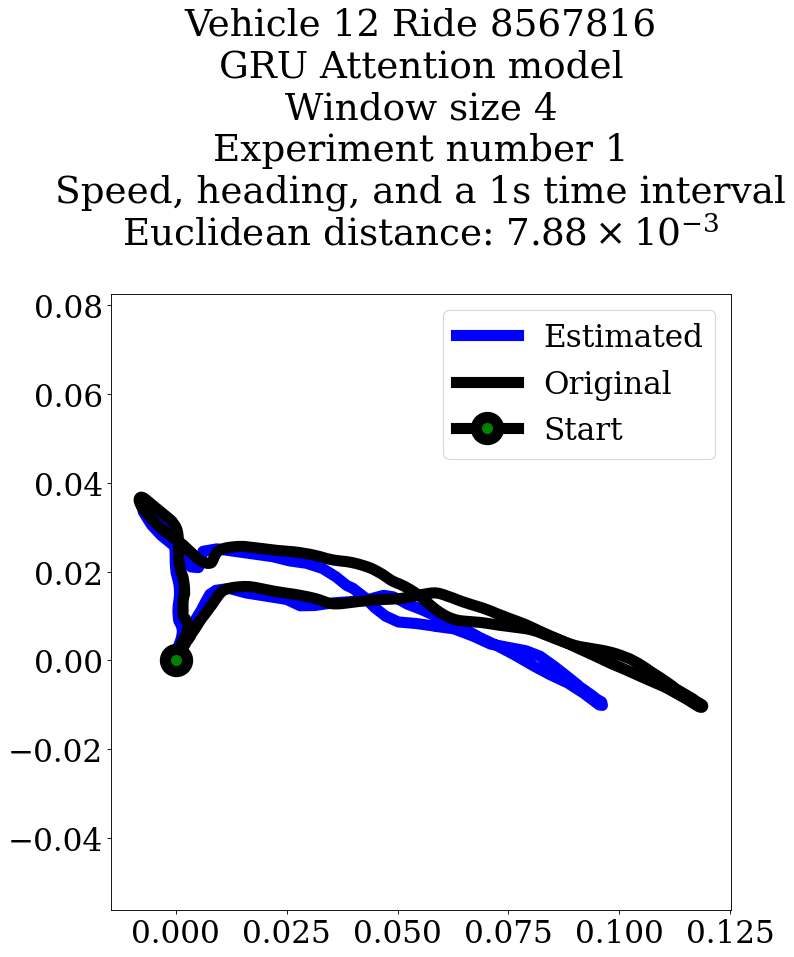 Vehicle 12 Ride 8567816
GRU Attention model
Window size 4
Experiment number 1
Speed, heading, and a 1s time interval
Euclidean distance: 7.88 × 10⁻³
Estimated
Original
Start
0.08
0.06
0.04
0.02
0.00
−0.02
−0.04
0.000 0.025 0.050 0.075 0.100 0.125